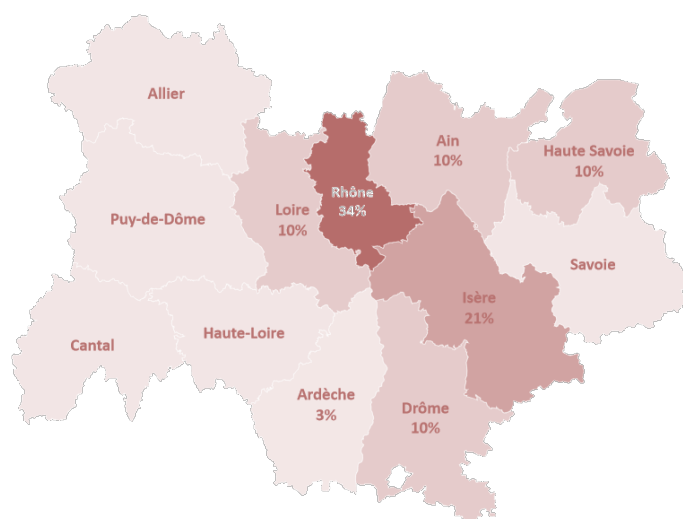 Allier
Ain
10%
Haute Savoie
10%
Rhône
34%
Loire
10%
Puy-de-Dôme
Savoie
Isère
21%
Haute-Loire
Cantal
Ardèche
3%
Drôme
10%